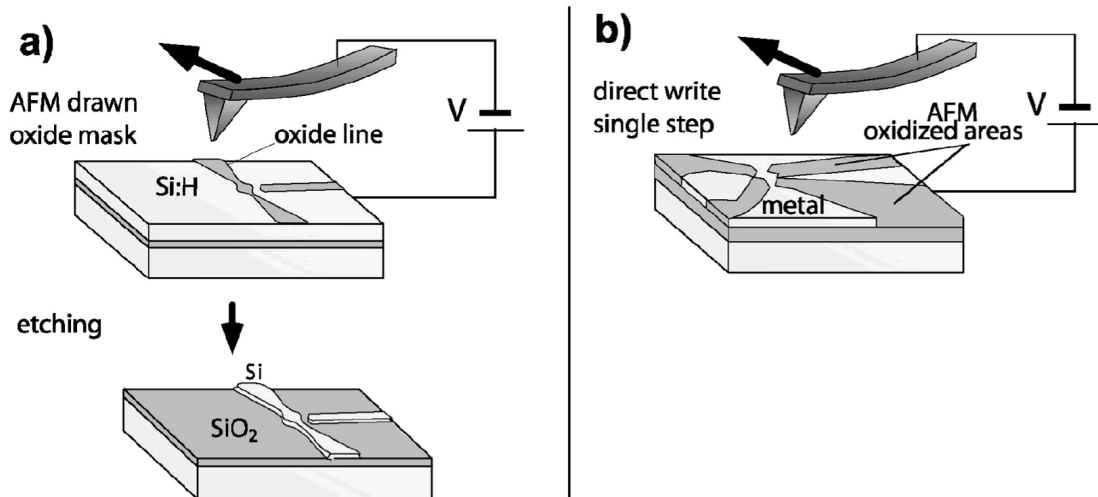 a)
AFM drawn
oxide mask
oxide line
V
Si:H
etching
Si
SiO₂
b)
direct write
single step
V
AFM
oxidized areas
metal